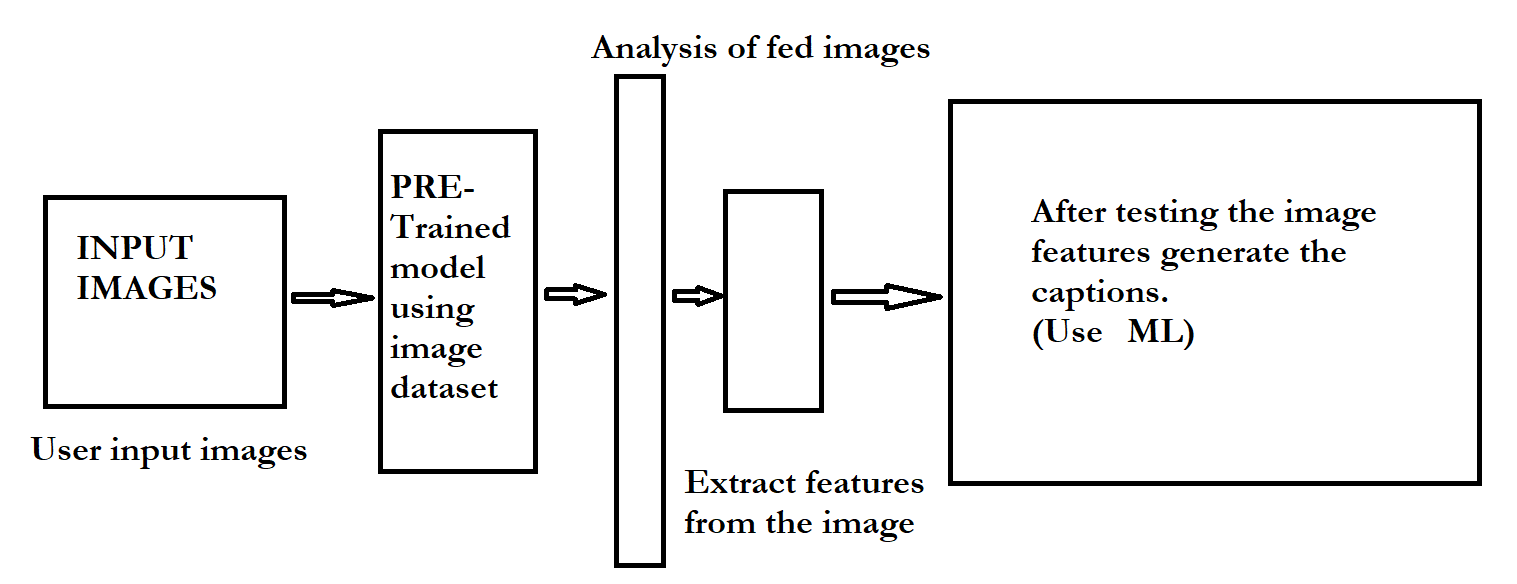 Analysis of fed images
INPUT
IMAGES
User input images
PRE-
Trained
model
using
image
dataset
Extract features
from the image
After testing the image
features generate the
captions.
(Use ML)